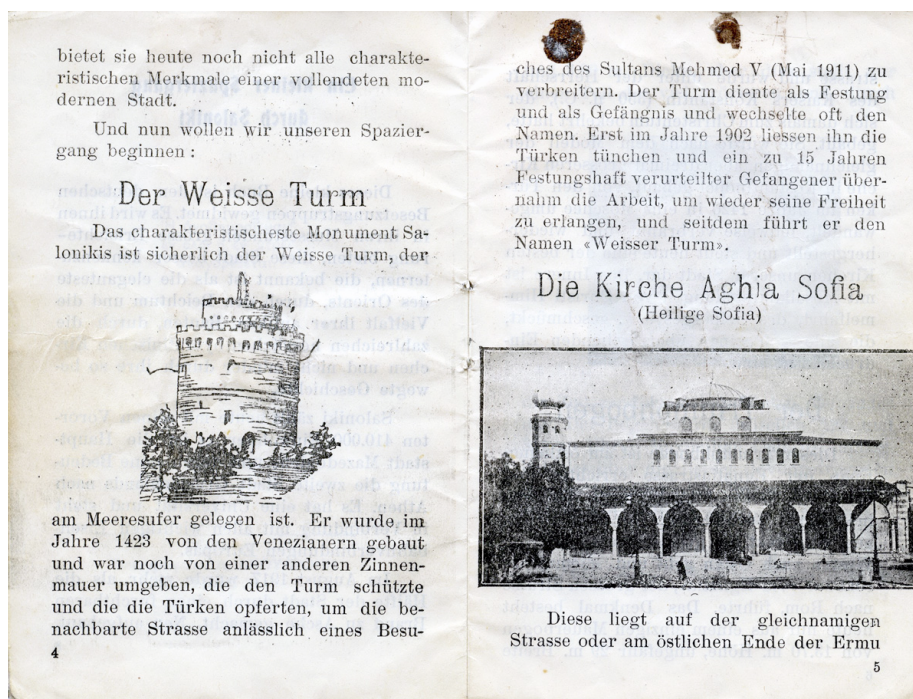 bietet sie heute noch nicht alle charakte-
ristischen Merkmale einer vollendeten mo-
dernen Stadt.
Und nun wollen wir unseren Spazier-
gang beginnen :
Der Weisse Turm
Das charakteristischeste Monument Sa-
lonikis ist sicherlich der Weisse Turm, der
am Meeresufer gelegen ist. Er wurde im
Jahre 1423 von den Venezianern gebaut
und war noch von einer anderen Zinnen-
mauer umgeben, die den Turm schützte
und die die Türken opferten, um die be-
nachbarte Strasse anlässlich eines Besu-
4
ches des Sultans Mehmed V (Mai 1911) zu
verbreitern. Der Turm diente als Festung
und als Gefängnis und wechselte oft den
Namen. Erst im Jahre 1902 liessen ihn die
Türken tünchen und ein zu 15 Jahren
Festungshaft verurteilter Gefangener über-
nahm die Arbeit, um wieder seine Freiheit
zu erlangen, und seitdem führt er den
Namen «Weisser Turm».
Die Kirche Aghia Sofia
(Heilige Sofia)
Diese liegt auf der gleichnamigen
Strasse oder am östlichen Ende der Ermu
5